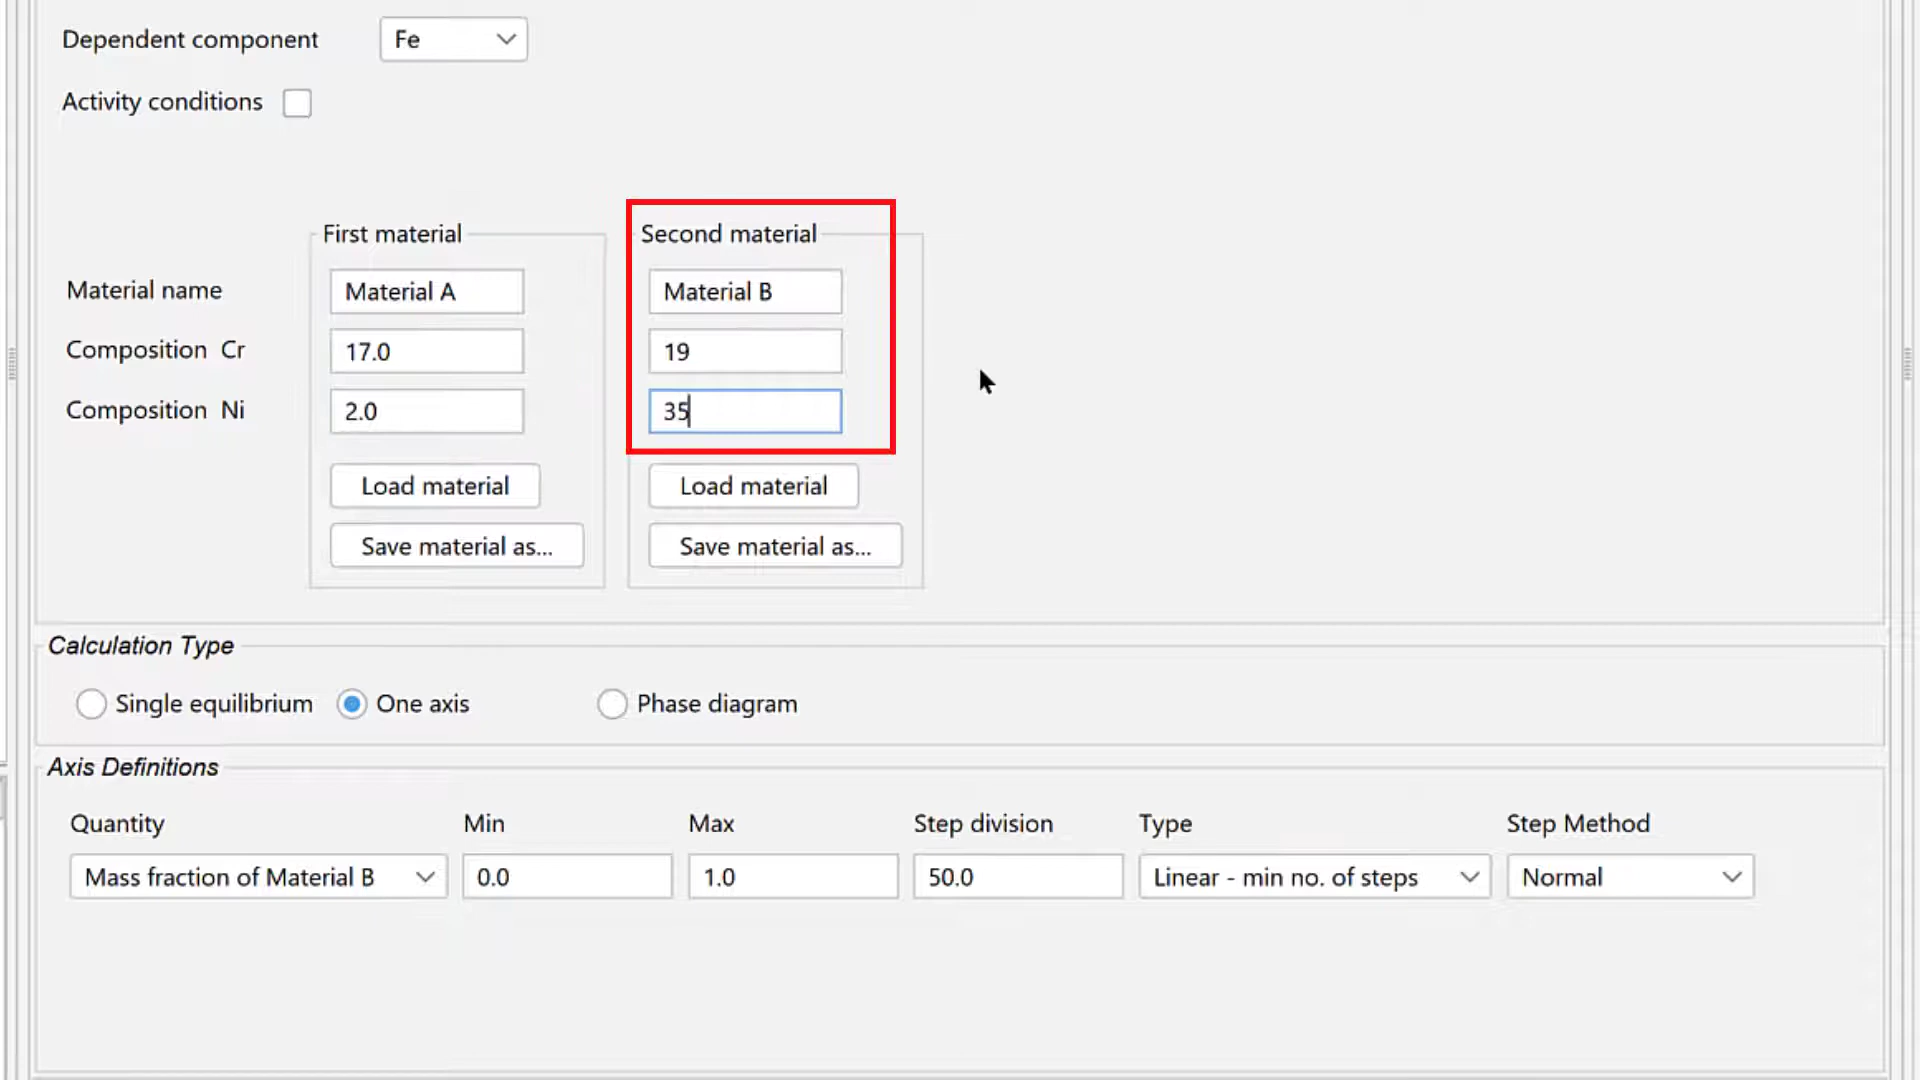 Dependent component Fe
Activity conditions
First material Second material
Material name Material A Material B
Composition Cr 17.0 19
Composition Ni 2.0 35
Load material Load material
Save material as... Save material as...
Calculation Type
Single equilibrium One axis Phase diagram
Axis Definitions
Quantity Min Max Step division Type Step Method
Mass fraction of Material B 0.0 1.0 50.0 Linear - min no. of steps Normal